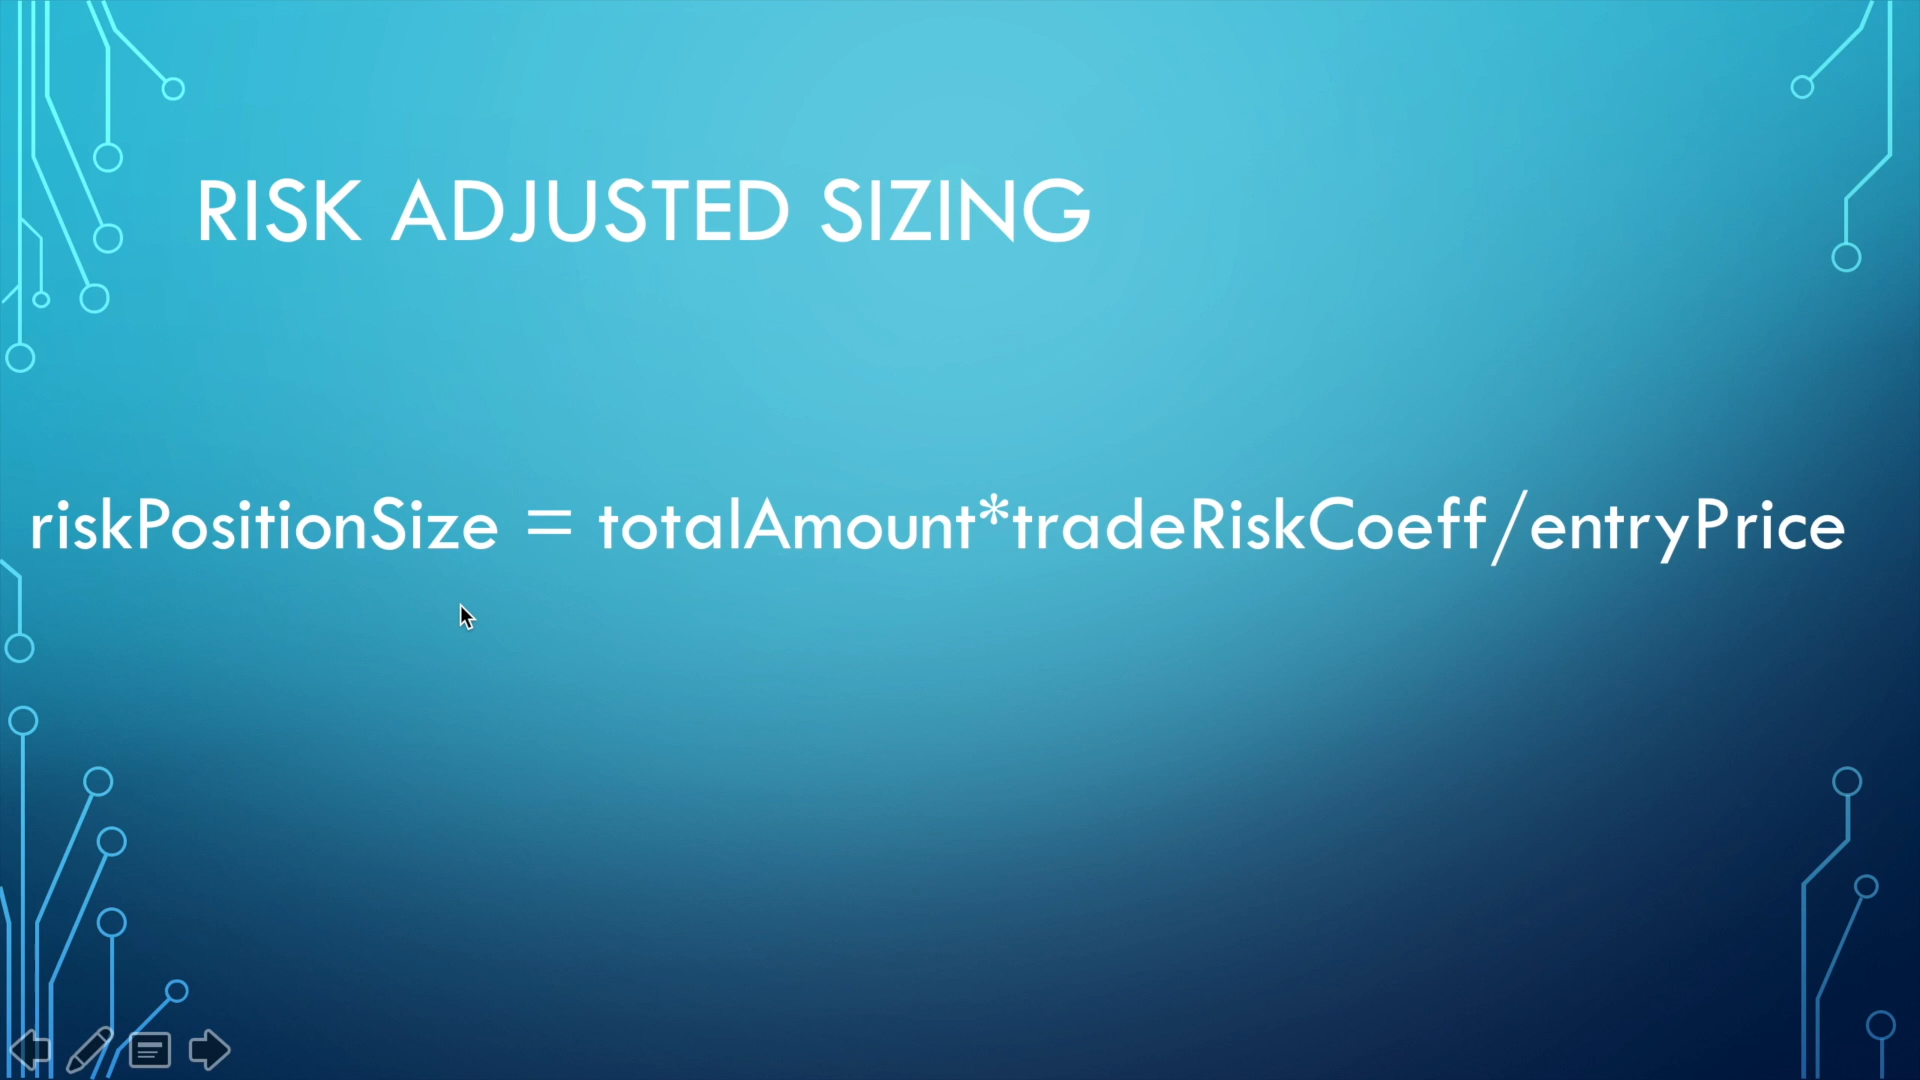 RISK ADJUSTED SIZING
riskPositionSize = totalAmount*tradeRiskCoeff/entryPrice